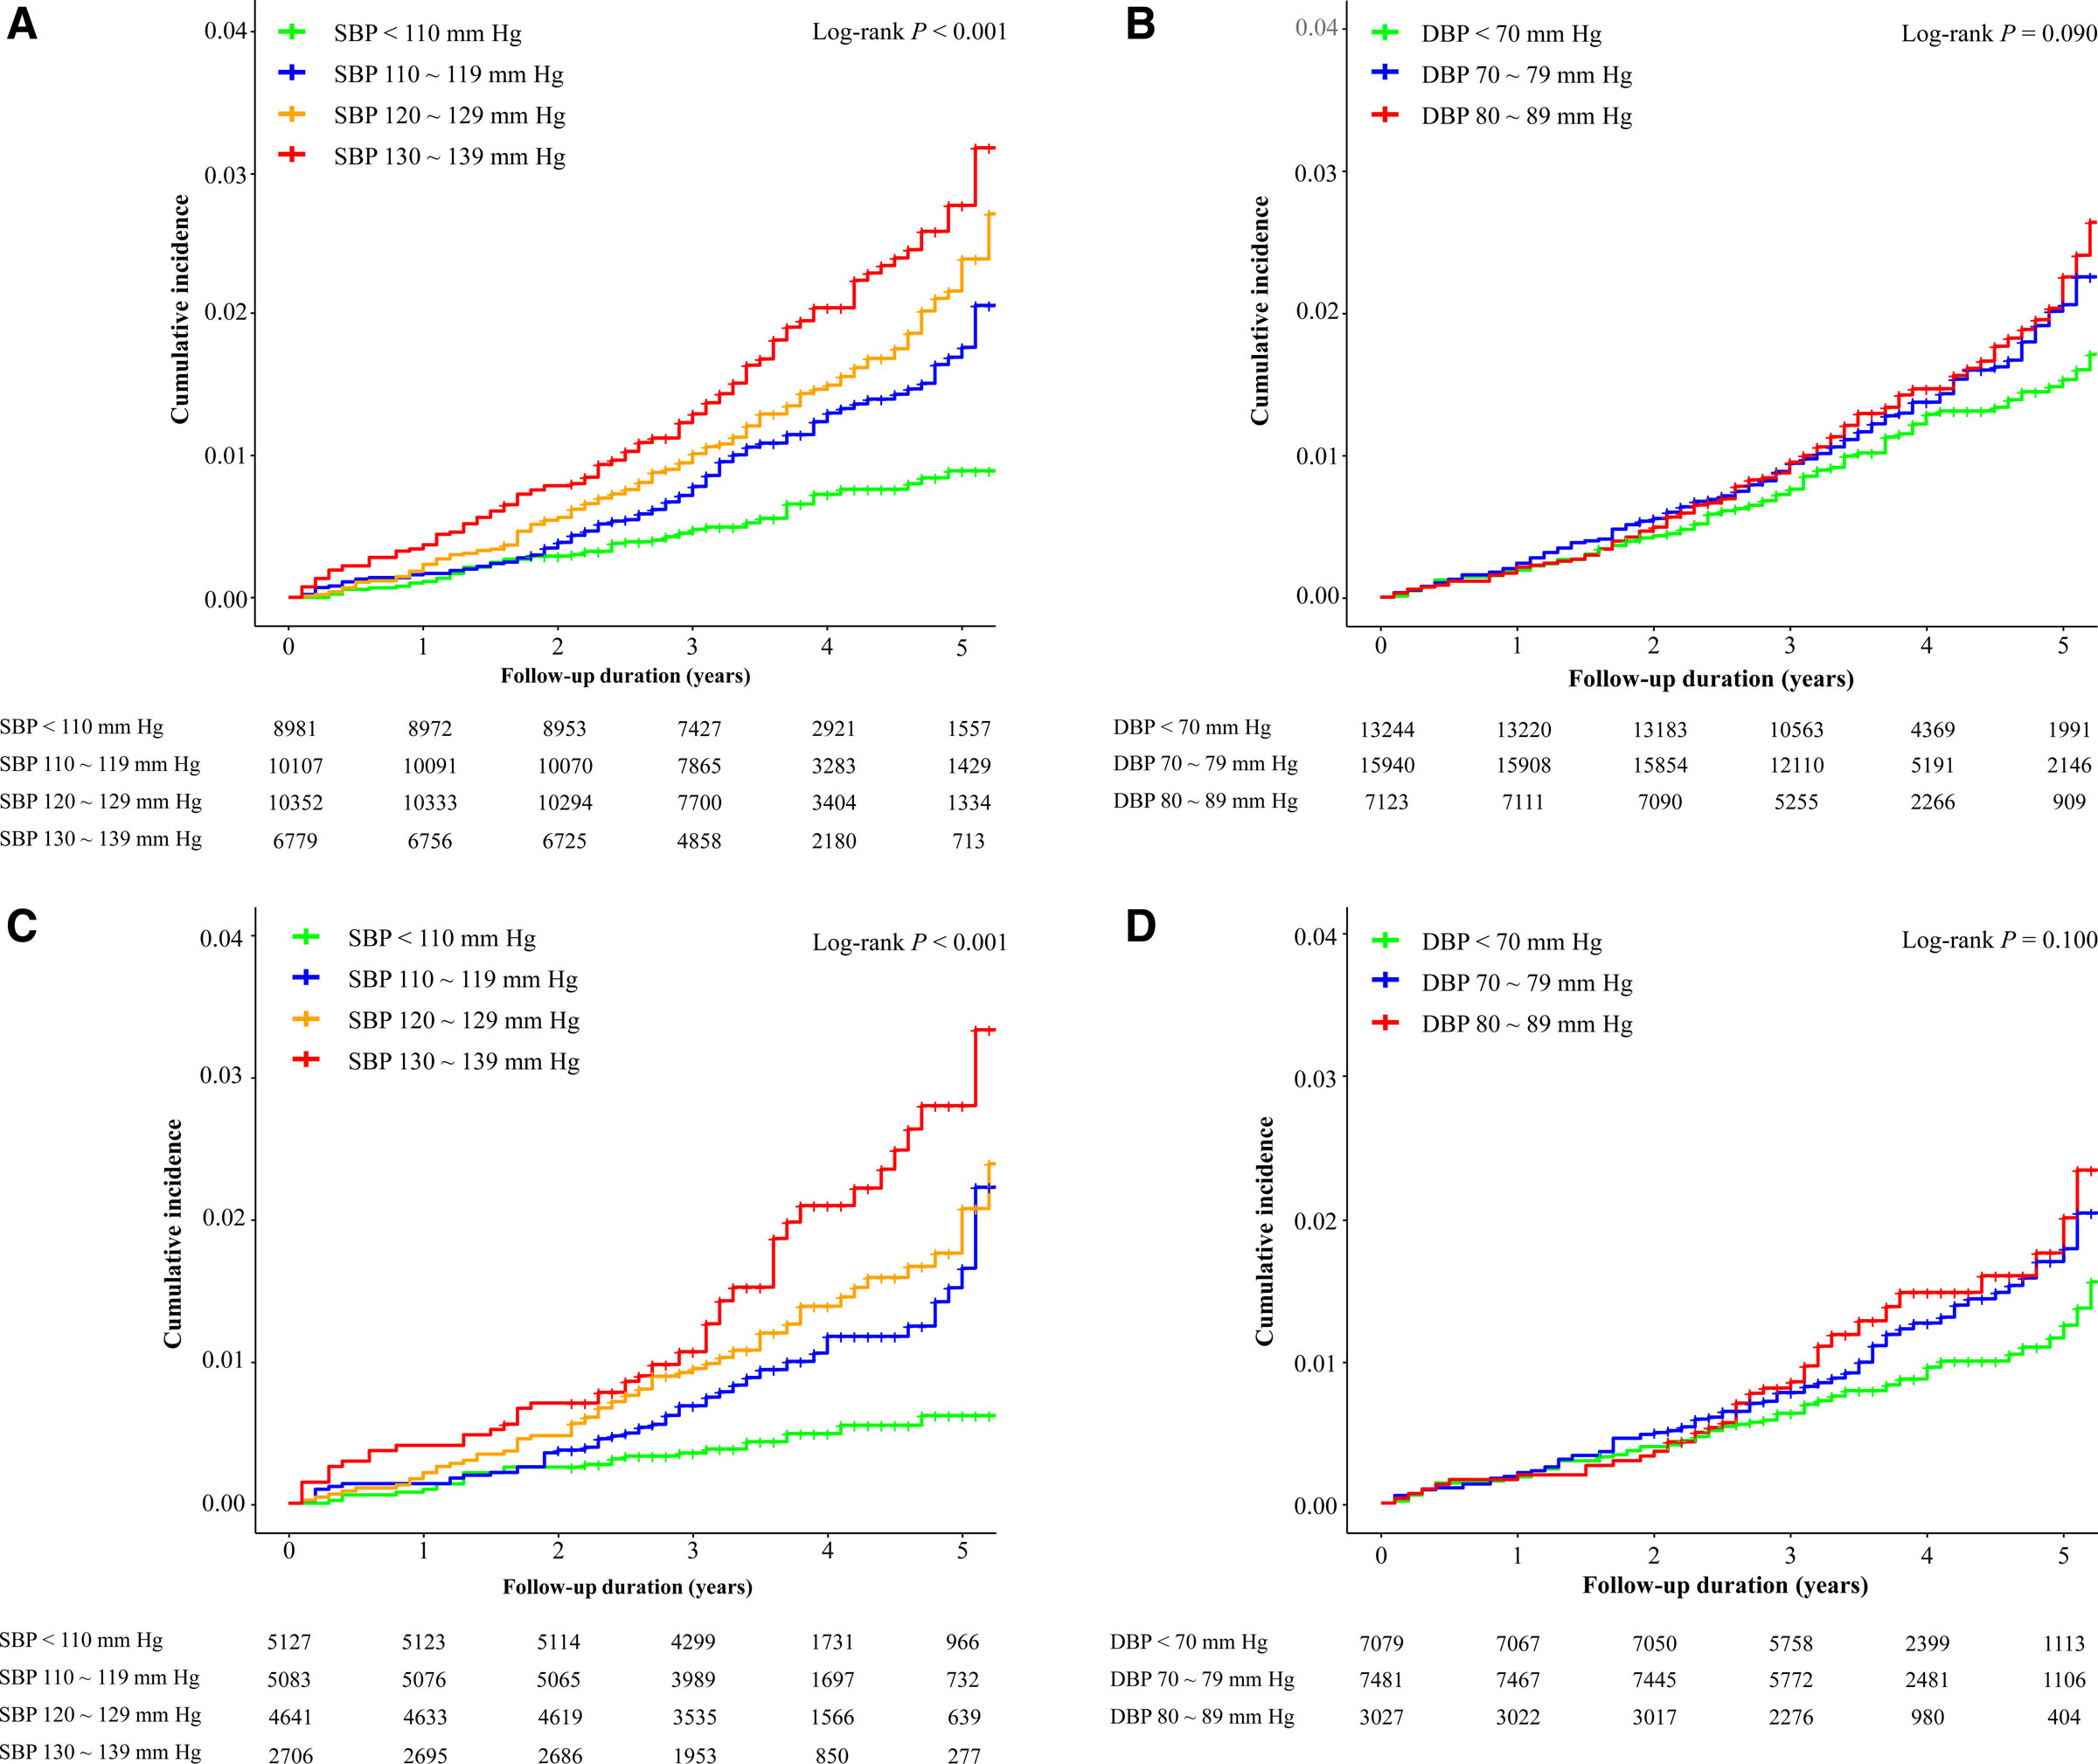 A
0.04
SBP < 110 mm Hg
Log-rank P < 0.001
SBP 110 ~ 119 mm Hg
SBP 120 ~ 129 mm Hg
SBP 130 ~ 139 mm Hg
0.03
0.02
0.01
0.00
Cumulative incidence
0 1 2 3 4 5
Follow-up duration (years)
SBP < 110 mm Hg 8981 8972 8953 7427 2921 1557
SBP 110 ~ 119 mm Hg 10107 10091 10070 7865 3283 1429
SBP 120 ~ 129 mm Hg 10352 10333 10294 7700 3404 1334
SBP 130 ~ 139 mm Hg 6779 6756 6725 4858 2180 713
B
0.04
DBP < 70 mm Hg
Log-rank P = 0.090
DBP 70 ~ 79 mm Hg
DBP 80 ~ 89 mm Hg
0.03
0.02
0.01
0.00
Cumulative incidence
0 1 2 3 4 5
Follow-up duration (years)
DBP < 70 mm Hg 13244 13220 13183 10563 4369 1991
DBP 70 ~ 79 mm Hg 15940 15908 15854 12110 5191 2146
DBP 80 ~ 89 mm Hg 7123 7111 7090 5255 2266 909
C
0.04
SBP < 110 mm Hg
Log-rank P < 0.001
SBP 110 ~ 119 mm Hg
SBP 120 ~ 129 mm Hg
SBP 130 ~ 139 mm Hg
0.03
0.02
0.01
0.00
Cumulative incidence
0 1 2 3 4 5
Follow-up duration (years)
SBP < 110 mm Hg 5127 5123 5114 4299 1731 966
SBP 110 ~ 119 mm Hg 5083 5076 5065 3989 1697 732
SBP 120 ~ 129 mm Hg 4641 4633 4619 3535 1566 639
SBP 130 ~ 139 mm Hg 2706 2695 2686 1953 850 277
D
0.04
DBP < 70 mm Hg
Log-rank P = 0.100
DBP 70 ~ 79 mm Hg
DBP 80 ~ 89 mm Hg
0.03
0.02
0.01
0.00
Cumulative incidence
0 1 2 3 4 5
Follow-up duration (years)
DBP < 70 mm Hg 7079 7067 7050 5758 2399 1113
DBP 70 ~ 79 mm Hg 7481 7467 7445 5772 2481 1106
DBP 80 ~ 89 mm Hg 3027 3022 3017 2276 980 404